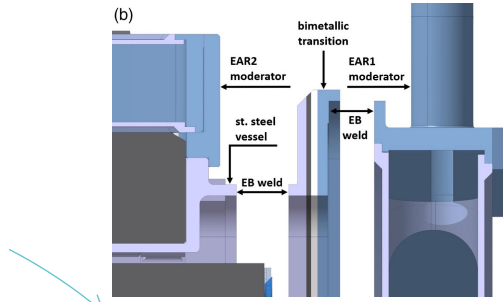 (b)
bimetallic
transition
EAR2
moderator
EAR1
moderator
st. steel
vessel
EB
weld
EB weld